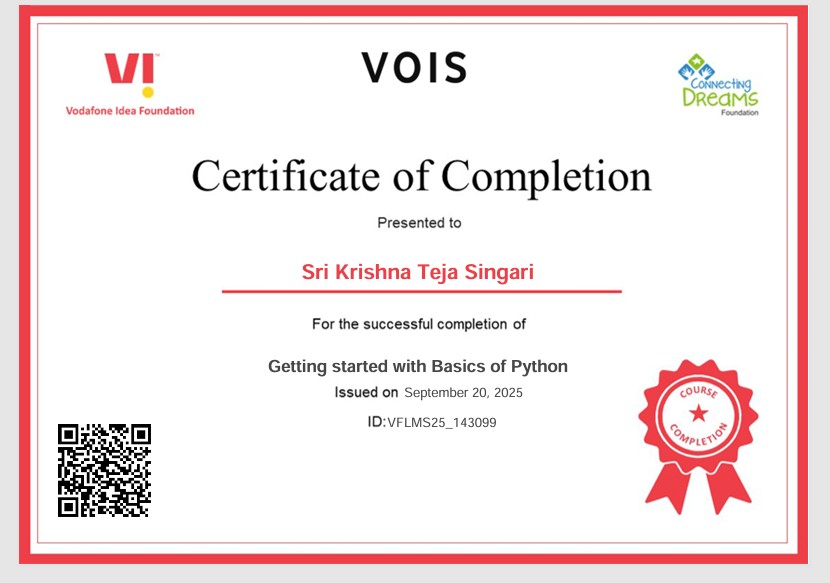 VI™
Vodafone Idea Foundation
VOIS
Connecting
Dreams
Foundation
Certificate of Completion
Presented to
Sri Krishna Teja Singari
For the successful completion of
Getting started with Basics of Python
Issued on September 20, 2025
ID:VFLMS25_143099
COURSE
COMPLETION